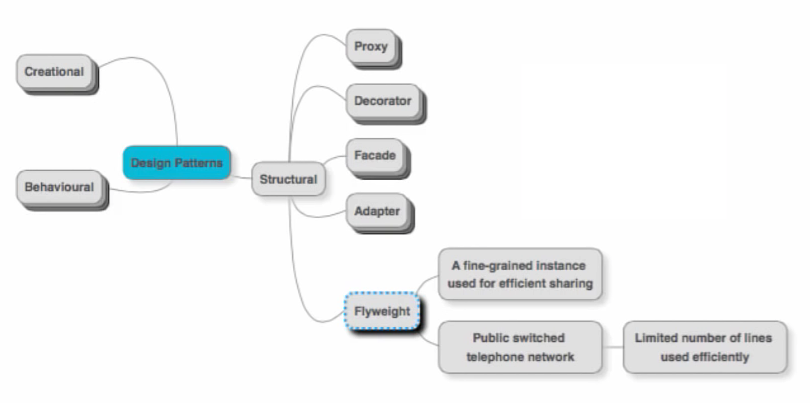 Creational
Behavioural
Design Patterns
Structural
Proxy
Decorator
Facade
Adapter
Flyweight
A fine-grained instance
used for efficient sharing
Public switched
telephone network
Limited number of lines
used efficiently